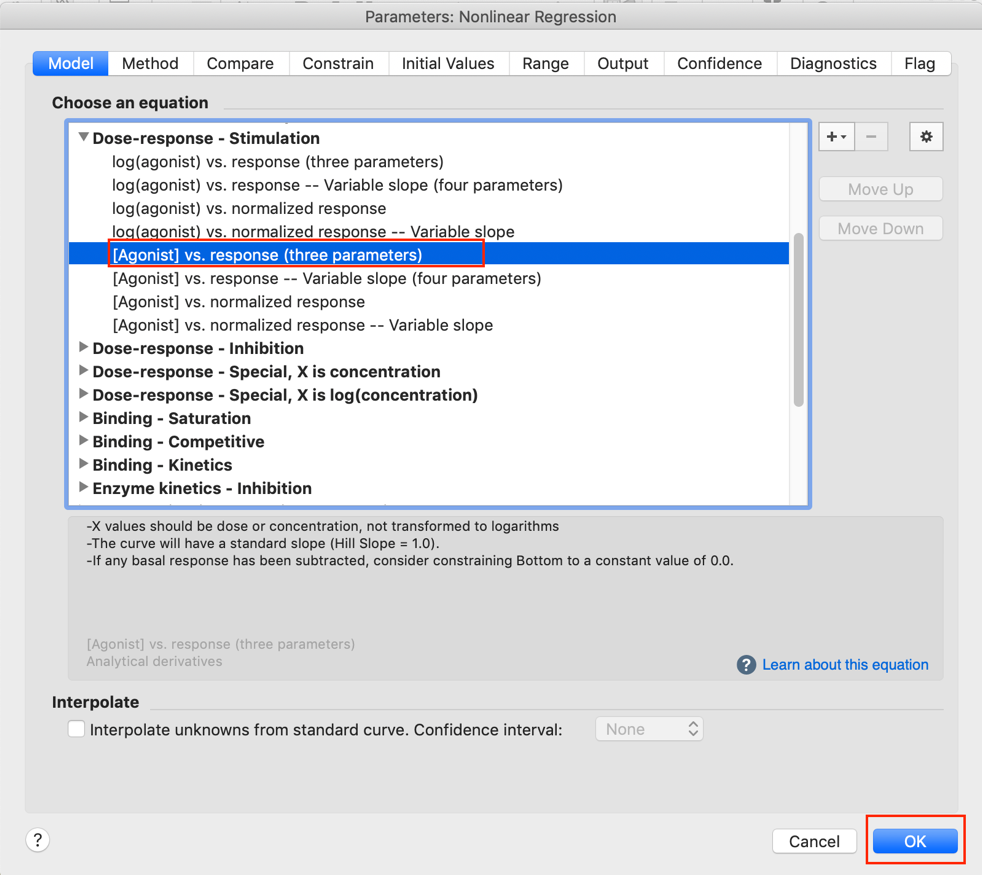 Parameters: Nonlinear Regression
Model Method Compare Constrain Initial Values Range Output Confidence Diagnostics Flag
Choose an equation
Dose-response - Stimulation
log(agonist) vs. response (three parameters)
log(agonist) vs. response -- Variable slope (four parameters)
log(agonist) vs. normalized response
log(agonist) vs. normalized response -- Variable slope
[Agonist] vs. response (three parameters)
[Agonist] vs. response -- Variable slope (four parameters)
[Agonist] vs. normalized response
[Agonist] vs. normalized response -- Variable slope
Dose-response - Inhibition
Dose-response - Special, X is concentration
Dose-response - Special, X is log(concentration)
Binding - Saturation
Binding - Competitive
Binding - Kinetics
Enzyme kinetics - Inhibition
Move Up
Move Down
-X values should be dose or concentration, not transformed to logarithms
-The curve will have a standard slope (Hill Slope = 1.0).
-If any basal response has been subtracted, consider constraining Bottom to a constant value of 0.0.
[Agonist] vs. response (three parameters)
Analytical derivatives
? Learn about this equation
Interpolate
Interpolate unknowns from standard curve. Confidence interval: None
? Cancel OK